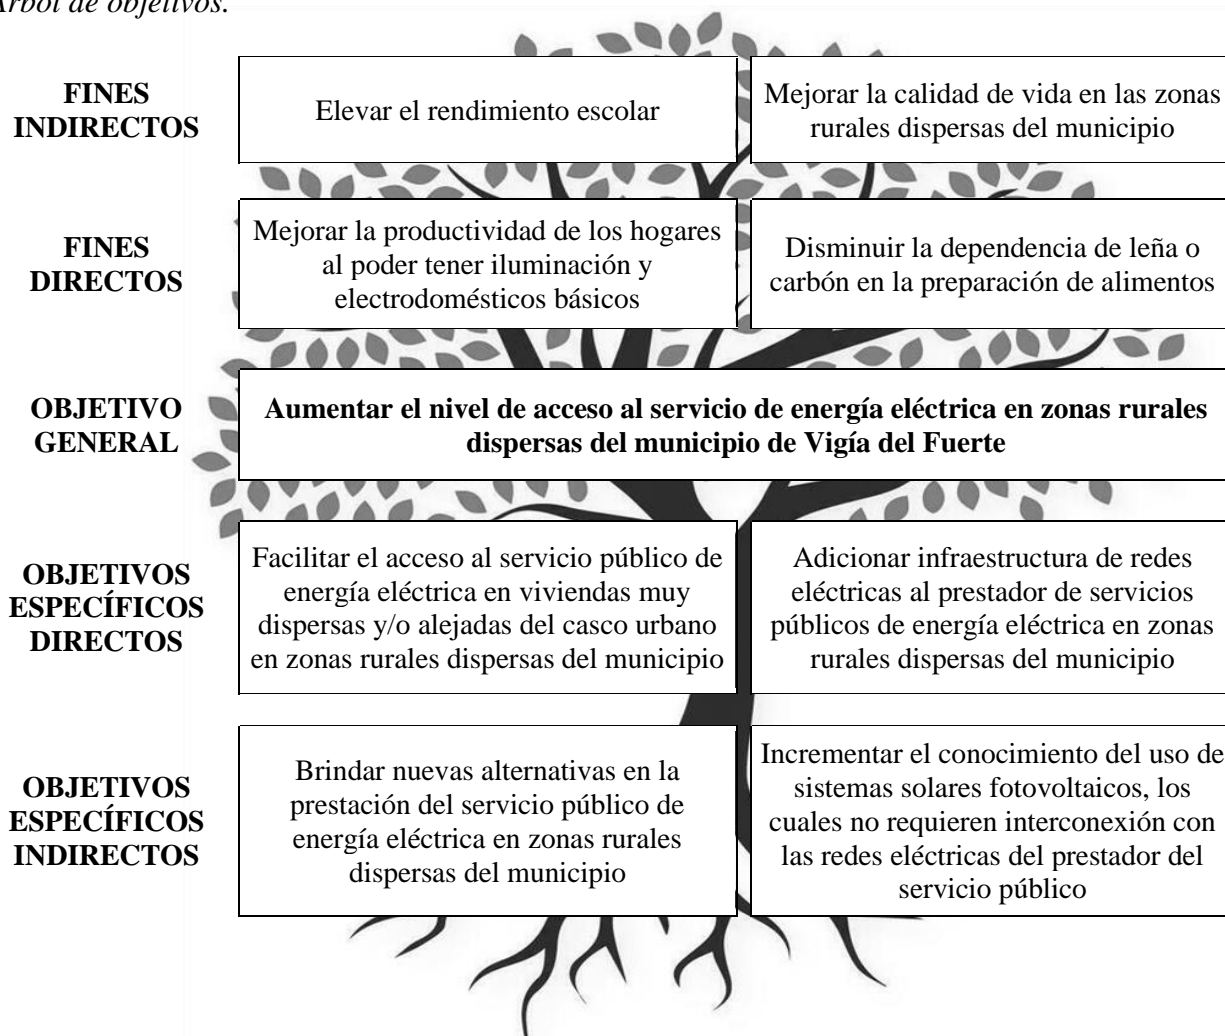 Árbol de objetivos.
FINES
INDIRECTOS
Elevar el rendimiento escolar
Mejorar la calidad de vida en las zonas
rurales dispersas del municipio
FINES
DIRECTOS
Mejorar la productividad de los hogares
al poder tener iluminación y
electrodomésticos básicos
Disminuir la dependencia de leña o
carbón en la preparación de alimentos
OBJETIVO
GENERAL
Aumentar el nivel de acceso al servicio de energía eléctrica en zonas rurales
dispersas del municipio de Vigía del Fuerte
OBJETIVOS
ESPECÍFICOS
DIRECTOS
Facilitar el acceso al servicio público de
energía eléctrica en viviendas muy
dispersas y/o alejadas del casco urbano
en zonas rurales dispersas del municipio
Adicionar infraestructura de redes
eléctricas al prestador de servicios
públicos de energía eléctrica en zonas
rurales dispersas del municipio
OBJETIVOS
ESPECÍFICOS
INDIRECTOS
Brindar nuevas alternativas en la
prestación del servicio público de
energía eléctrica en zonas rurales
dispersas del municipio
Incrementar el conocimiento del uso de
sistemas solares fotovoltaicos, los
cuales no requieren interconexión con
las redes eléctricas del prestador del
servicio público